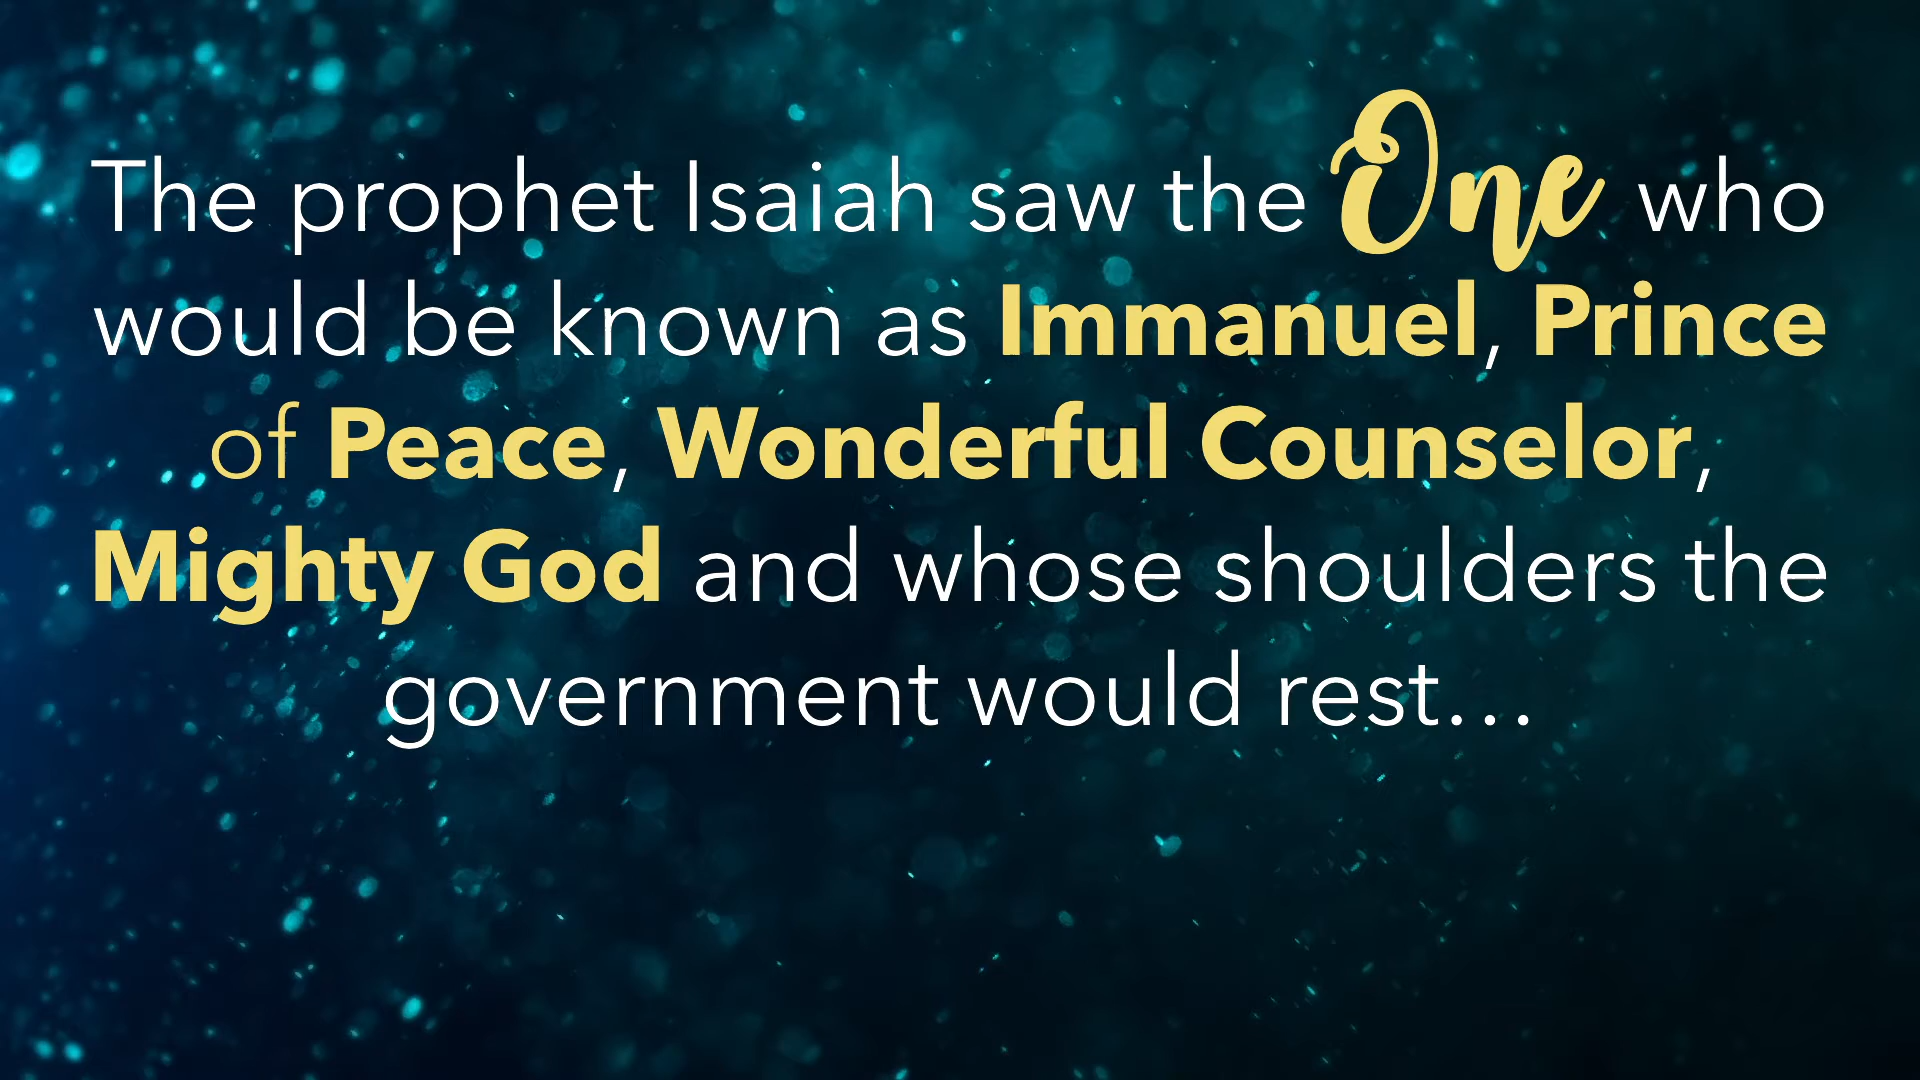 The prophet Isaiah saw the One who
would be known as Immanuel, Prince
of Peace, Wonderful Counselor,
Mighty God and whose shoulders the
government would rest…